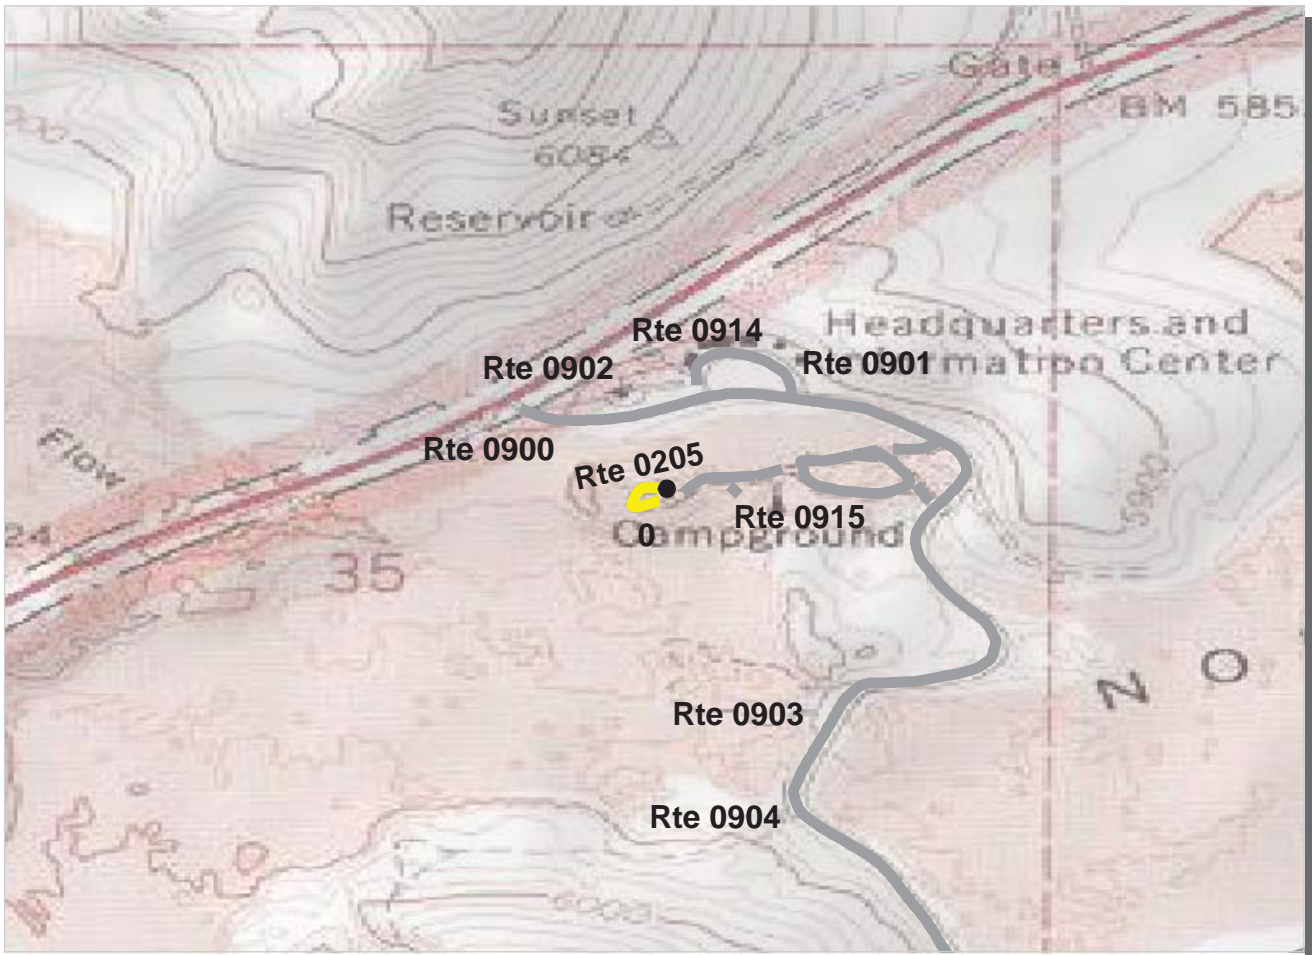 Gate
BM 585
Sunset
6084
Reservoir
Rte 0914
Headquarters and
Rte 0902
Rte 0901
mation Center
Flow
Rte 0900
Rte 0205
5900
Rte 0915
24
0
Campground
35
N O
Rte 0903
Rte 0904
6000